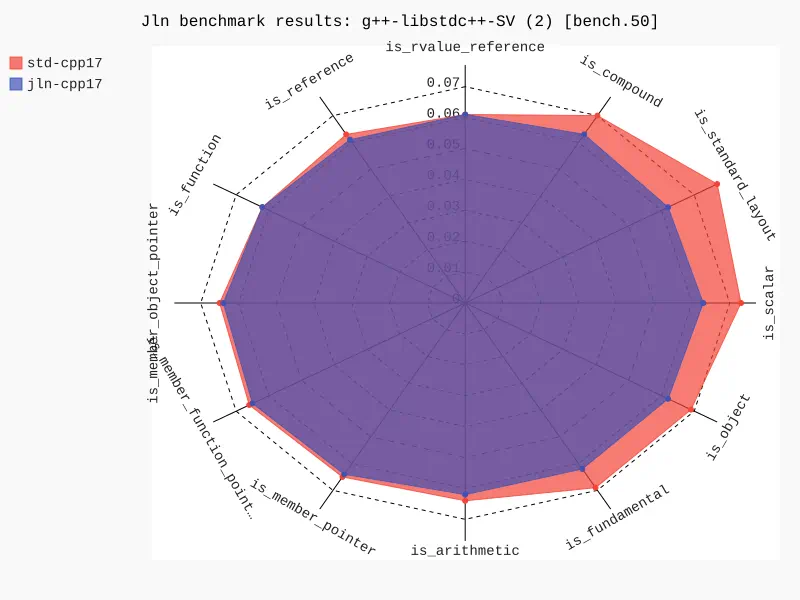 Jln benchmark results: g++-libstdc++-SV (2) [bench.50]
std-cpp17
jln-cpp17
is_rvalue_reference
is_compound
is_standard_layout
is_scalar
is_object
is_fundamental
is_arithmetic
is_member_pointer
is_member_function_point…
is_member_object_pointer
is_function
is_reference
0.07
0.06
0.05
0.04
0.03
0.02
0.01
0